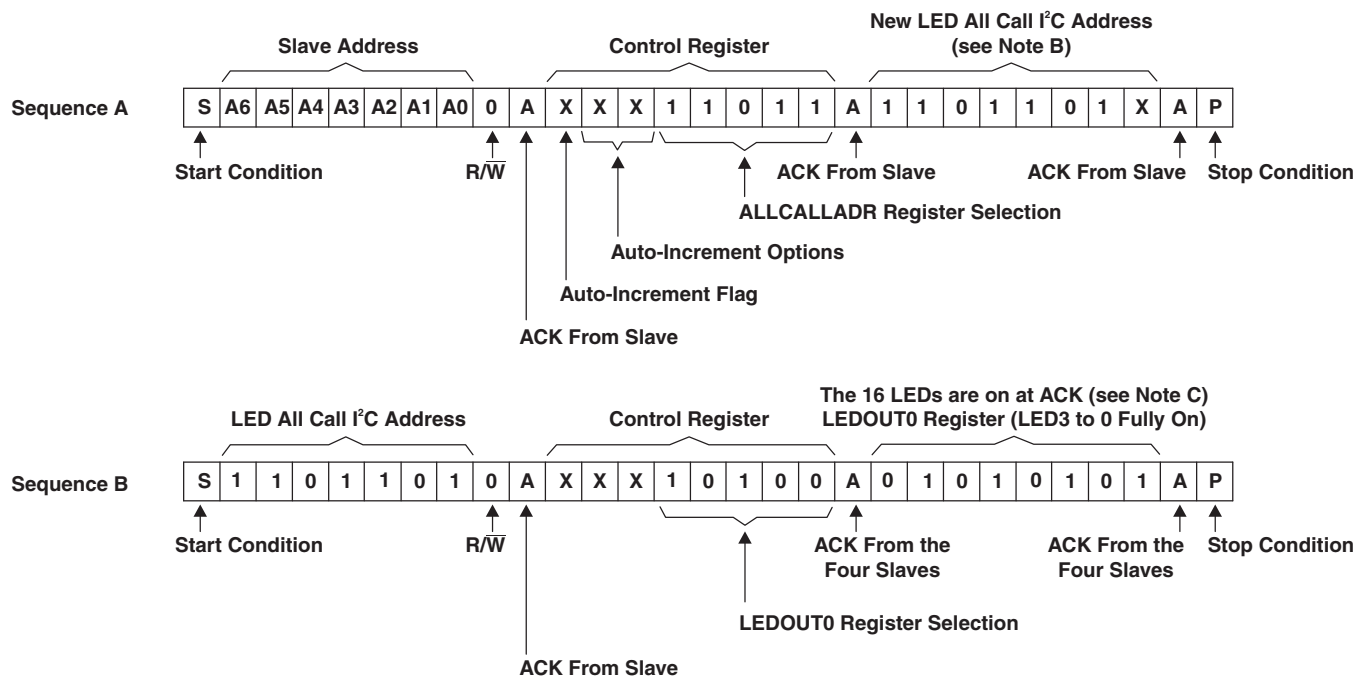 New LED All Call I²C Address
(see Note B)
Slave Address
Control Register
Sequence A
S A6 A5 A4 A3 A2 A1 A0 0 A X X X 1 1 0 1 1 A 1 1 0 1 1 0 1 X A P
Start Condition
R/W̅
ACK From Slave
ACK From Slave
Stop Condition
ALLCALLADR Register Selection
Auto-Increment Options
Auto-Increment Flag
ACK From Slave
The 16 LEDs are on at ACK (see Note C)
LEDOUT0 Register (LED3 to 0 Fully On)
LED All Call I²C Address
Control Register
Sequence B
S 1 1 0 1 1 0 1 0 A X X X 1 0 1 0 0 A 0 1 0 1 0 1 0 1 A P
Start Condition
R/W̅
ACK From the
Four Slaves
ACK From the
Four Slaves
Stop Condition
LEDOUT0 Register Selection
ACK From Slave